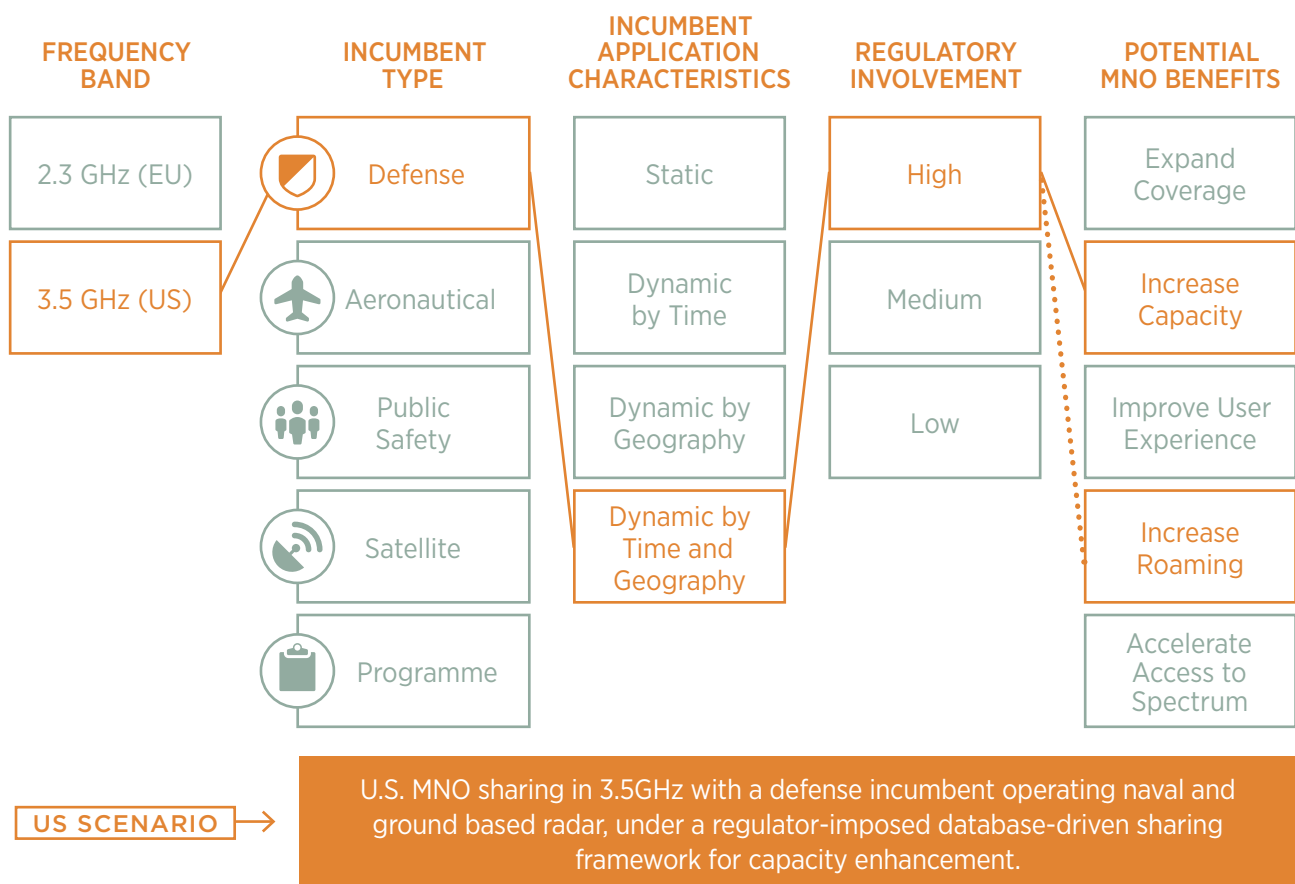 FREQUENCY
BAND
INCUMBENT
TYPE
INCUMBENT
APPLICATION
CHARACTERISTICS
REGULATORY
INVOLVEMENT
POTENTIAL
MNO BENEFITS
2.3 GHz (EU)
3.5 GHz (US)
Defense
Aeronautical
Public
Safety
Satellite
Programme
Static
Dynamic
by Time
Dynamic by
Geography
Dynamic by
Time and
Geography
High
Medium
Low
Expand
Coverage
Increase
Capacity
Improve User
Experience
Increase
Roaming
Accelerate
Access to
Spectrum
US SCENARIO
U.S. MNO sharing in 3.5GHz with a defense incumbent operating naval and
ground based radar, under a regulator-imposed database-driven sharing
framework for capacity enhancement.